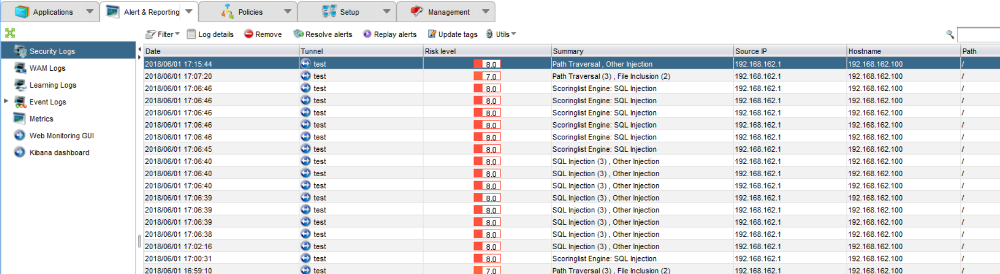 Applications Alert & Reporting Policies Setup Management
Filter Log details Remove Resolve alerts Replay alerts Update tags Utils
Security Logs
WAM Logs
Learning Logs
Event Logs
Metrics
Web Monitoring GUI
Kibana dashboard
Date Tunnel Risk level Summary Source IP Hostname Path
2018/06/01 17:15:44 test 8.0 Path Traversal , Other Injection 192.168.162.1 192.168.162.100 /
2018/06/01 17:07:20 test 7.0 Path Traversal (3) , File Inclusion (2) 192.168.162.1 192.168.162.100 /
2018/06/01 17:06:46 test 8.0 Scoringlist Engine: SQL Injection 192.168.162.1 192.168.162.100 /
2018/06/01 17:06:46 test 8.0 Scoringlist Engine: SQL Injection 192.168.162.1 192.168.162.100 /
2018/06/01 17:06:46 test 8.0 Scoringlist Engine: SQL Injection 192.168.162.1 192.168.162.100 /
2018/06/01 17:06:46 test 8.0 Scoringlist Engine: SQL Injection 192.168.162.1 192.168.162.100 /
2018/06/01 17:06:46 test 8.0 Scoringlist Engine: SQL Injection 192.168.162.1 192.168.162.100 /
2018/06/01 17:06:45 test 8.0 Scoringlist Engine: SQL Injection 192.168.162.1 192.168.162.100 /
2018/06/01 17:06:40 test 8.0 SQL Injection (3) , Other Injection 192.168.162.1 192.168.162.100 /
2018/06/01 17:06:40 test 8.0 SQL Injection (3) , Other Injection 192.168.162.1 192.168.162.100 /
2018/06/01 17:06:40 test 8.0 SQL Injection (3) , Other Injection 192.168.162.1 192.168.162.100 /
2018/06/01 17:06:39 test 8.0 SQL Injection (3) , Other Injection 192.168.162.1 192.168.162.100 /
2018/06/01 17:06:39 test 8.0 SQL Injection (3) , Other Injection 192.168.162.1 192.168.162.100 /
2018/06/01 17:06:39 test 8.0 SQL Injection (3) , Other Injection 192.168.162.1 192.168.162.100 /
2018/06/01 17:06:38 test 8.0 SQL Injection (3) , Other Injection 192.168.162.1 192.168.162.100 /
2018/06/01 17:02:16 test 8.0 SQL Injection (3) , Other Injection 192.168.162.1 192.168.162.100 /
2018/06/01 17:00:31 test 8.0 Scoringlist Engine: SQL Injection 192.168.162.1 192.168.162.100 /
2018/06/01 16:59:10 test 7.0 Path Traversal (3) , File Inclusion (2) 192.168.162.1 192.168.162.100 /